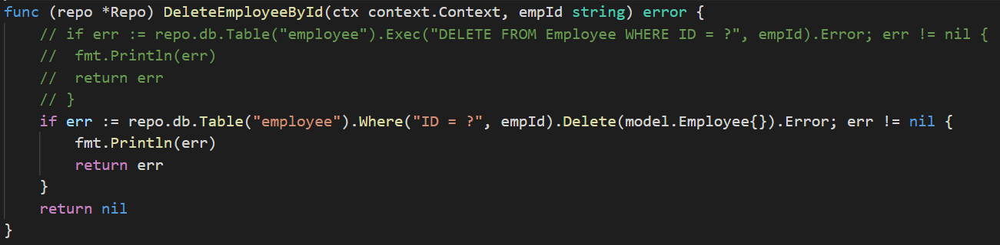 func (repo *Repo) DeleteEmployeeById(ctx context.Context, empId string) error {
    // if err := repo.db.Table("employee").Exec("DELETE FROM Employee WHERE ID = ?", empId).Error; err != nil {
    //  fmt.Println(err)
    //  return err
    // }
    if err := repo.db.Table("employee").Where("ID = ?", empId).Delete(model.Employee{}).Error; err != nil {
        fmt.Println(err)
        return err
    }
    return nil
}